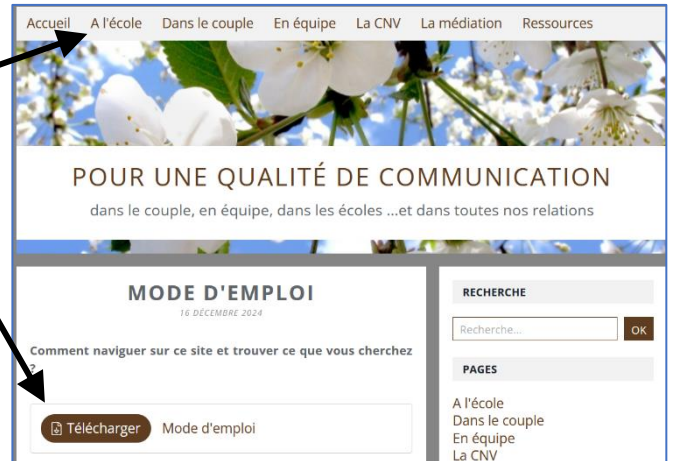 Accueil A l'école Dans le couple En équipe La CNV La médiation Ressources
POUR UNE QUALITÉ DE COMMUNICATION
dans le couple, en équipe, dans les écoles ...et dans toutes nos relations
MODE D'EMPLOI
16 DÉCEMBRE 2024
Comment naviguer sur ce site et trouver ce que vous cherchez
?
Télécharger Mode d'emploi
RECHERCHE
Recherche... OK
PAGES
A l'école
Dans le couple
En équipe
La CNV